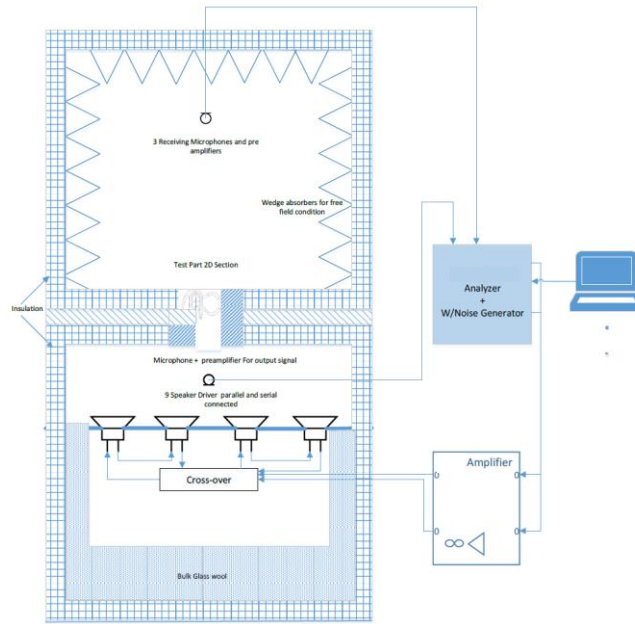 3 Receiving Microphones and pre
amplifiers
Wedge absorbers for free
field condition
Test Part 2D Section
Insulation
Analyzer
+
W/Noise Generator
Microphone + preamplifier For output signal
9 Speaker Driver parallel and serial
connected
Cross-over
Amplifier
Bulk Glass wool